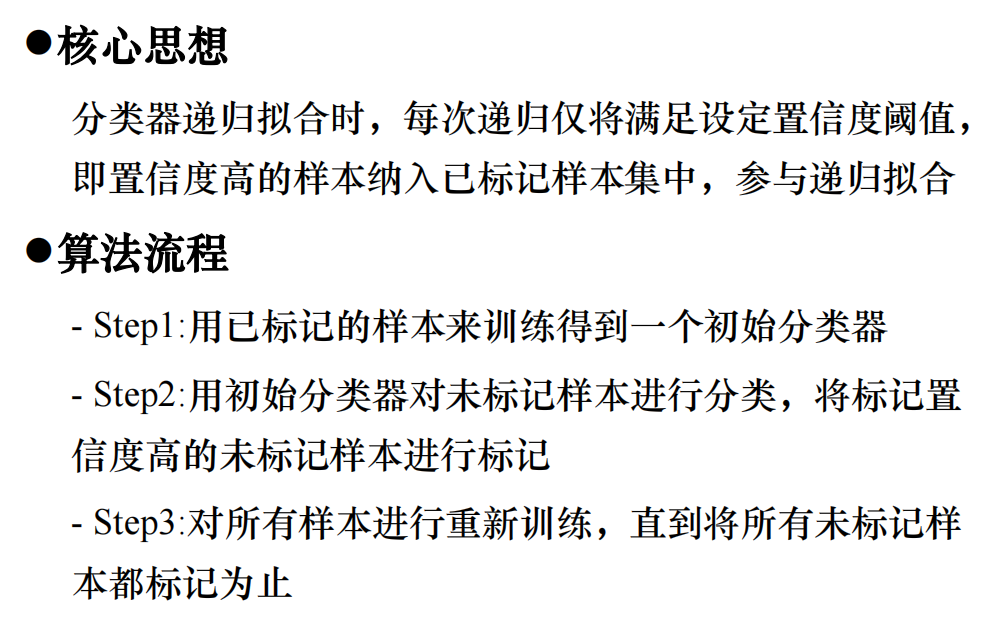 ●核心思想
分类器递归拟合时，每次递归仅将满足设定置信度阈值，
即置信度高的样本纳入已标记样本集中，参与递归拟合
●算法流程
- Step1:用已标记的样本来训练得到一个初始分类器
- Step2:用初始分类器对未标记样本进行分类，将标记置
信度高的未标记样本进行标记
- Step3:对所有样本进行重新训练，直到将所有未标记样
本都标记为止